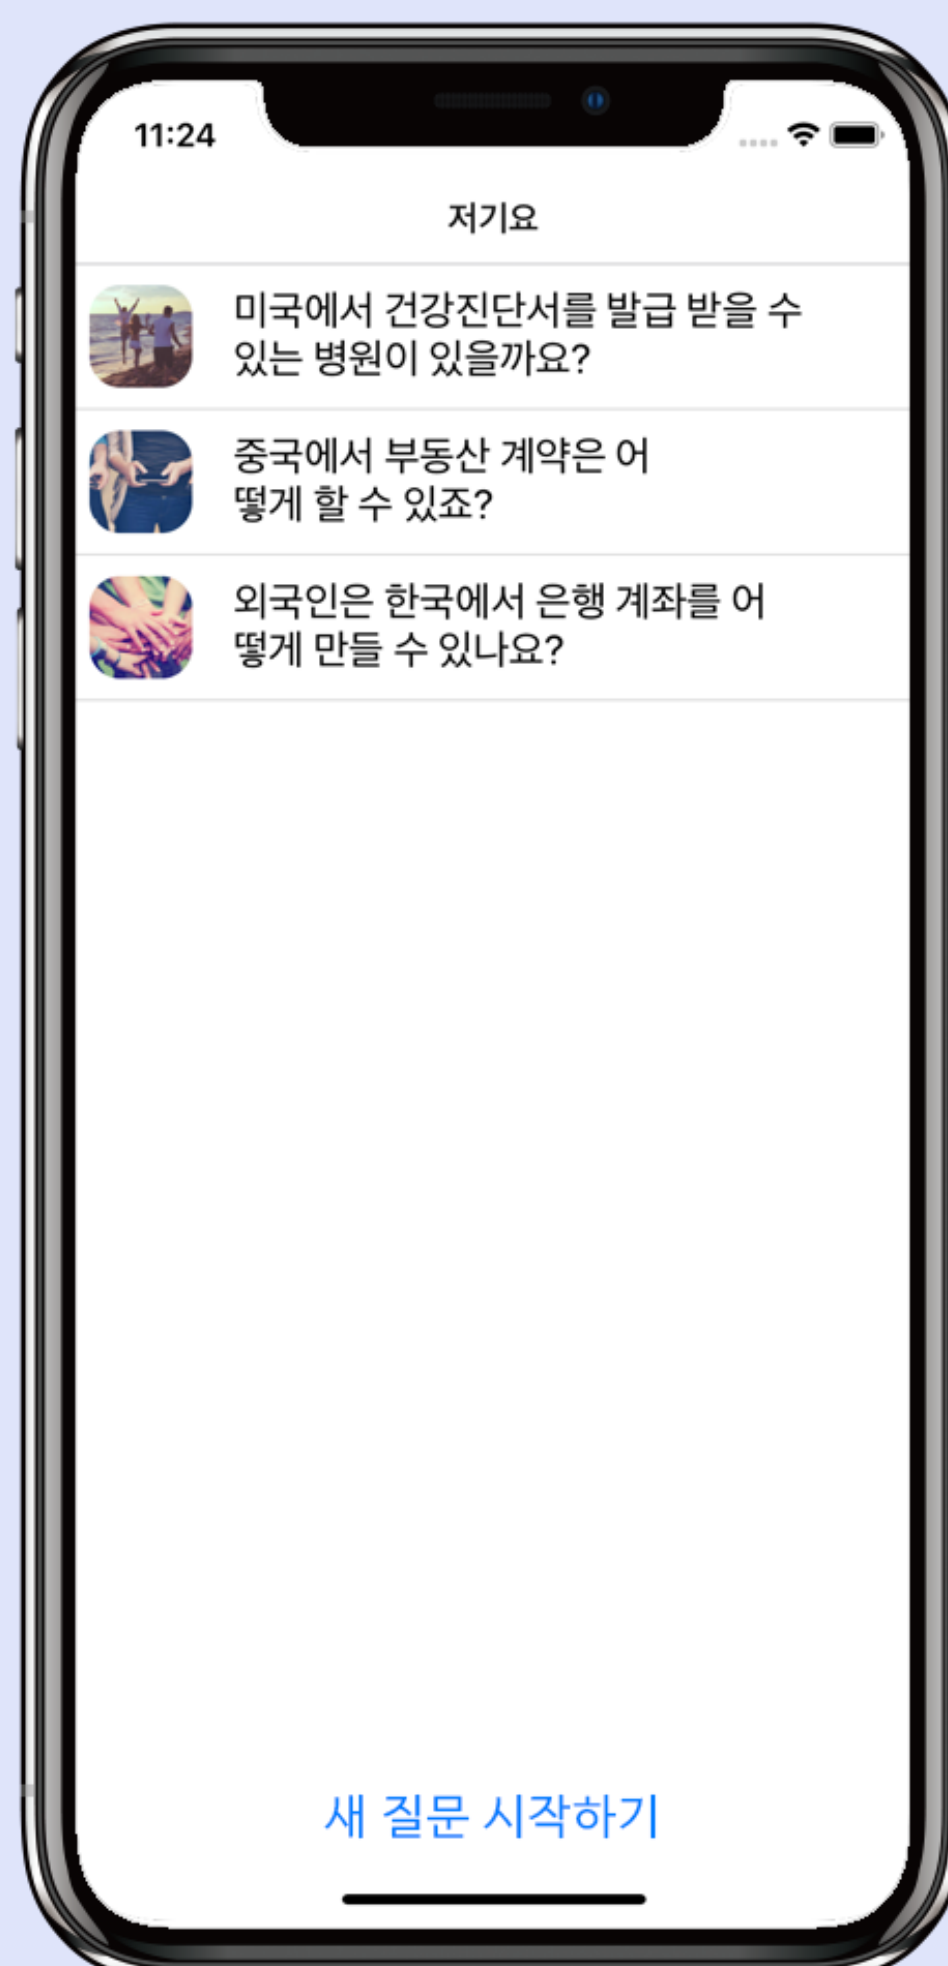 11:24
저기요
미국에서 건강진단서를 발급 받을 수
있는 병원이 있을까요?
중국에서 부동산 계약은 어
떻게 할 수 있죠?
외국인은 한국에서 은행 계좌를 어
떻게 만들 수 있나요?
새 질문 시작하기